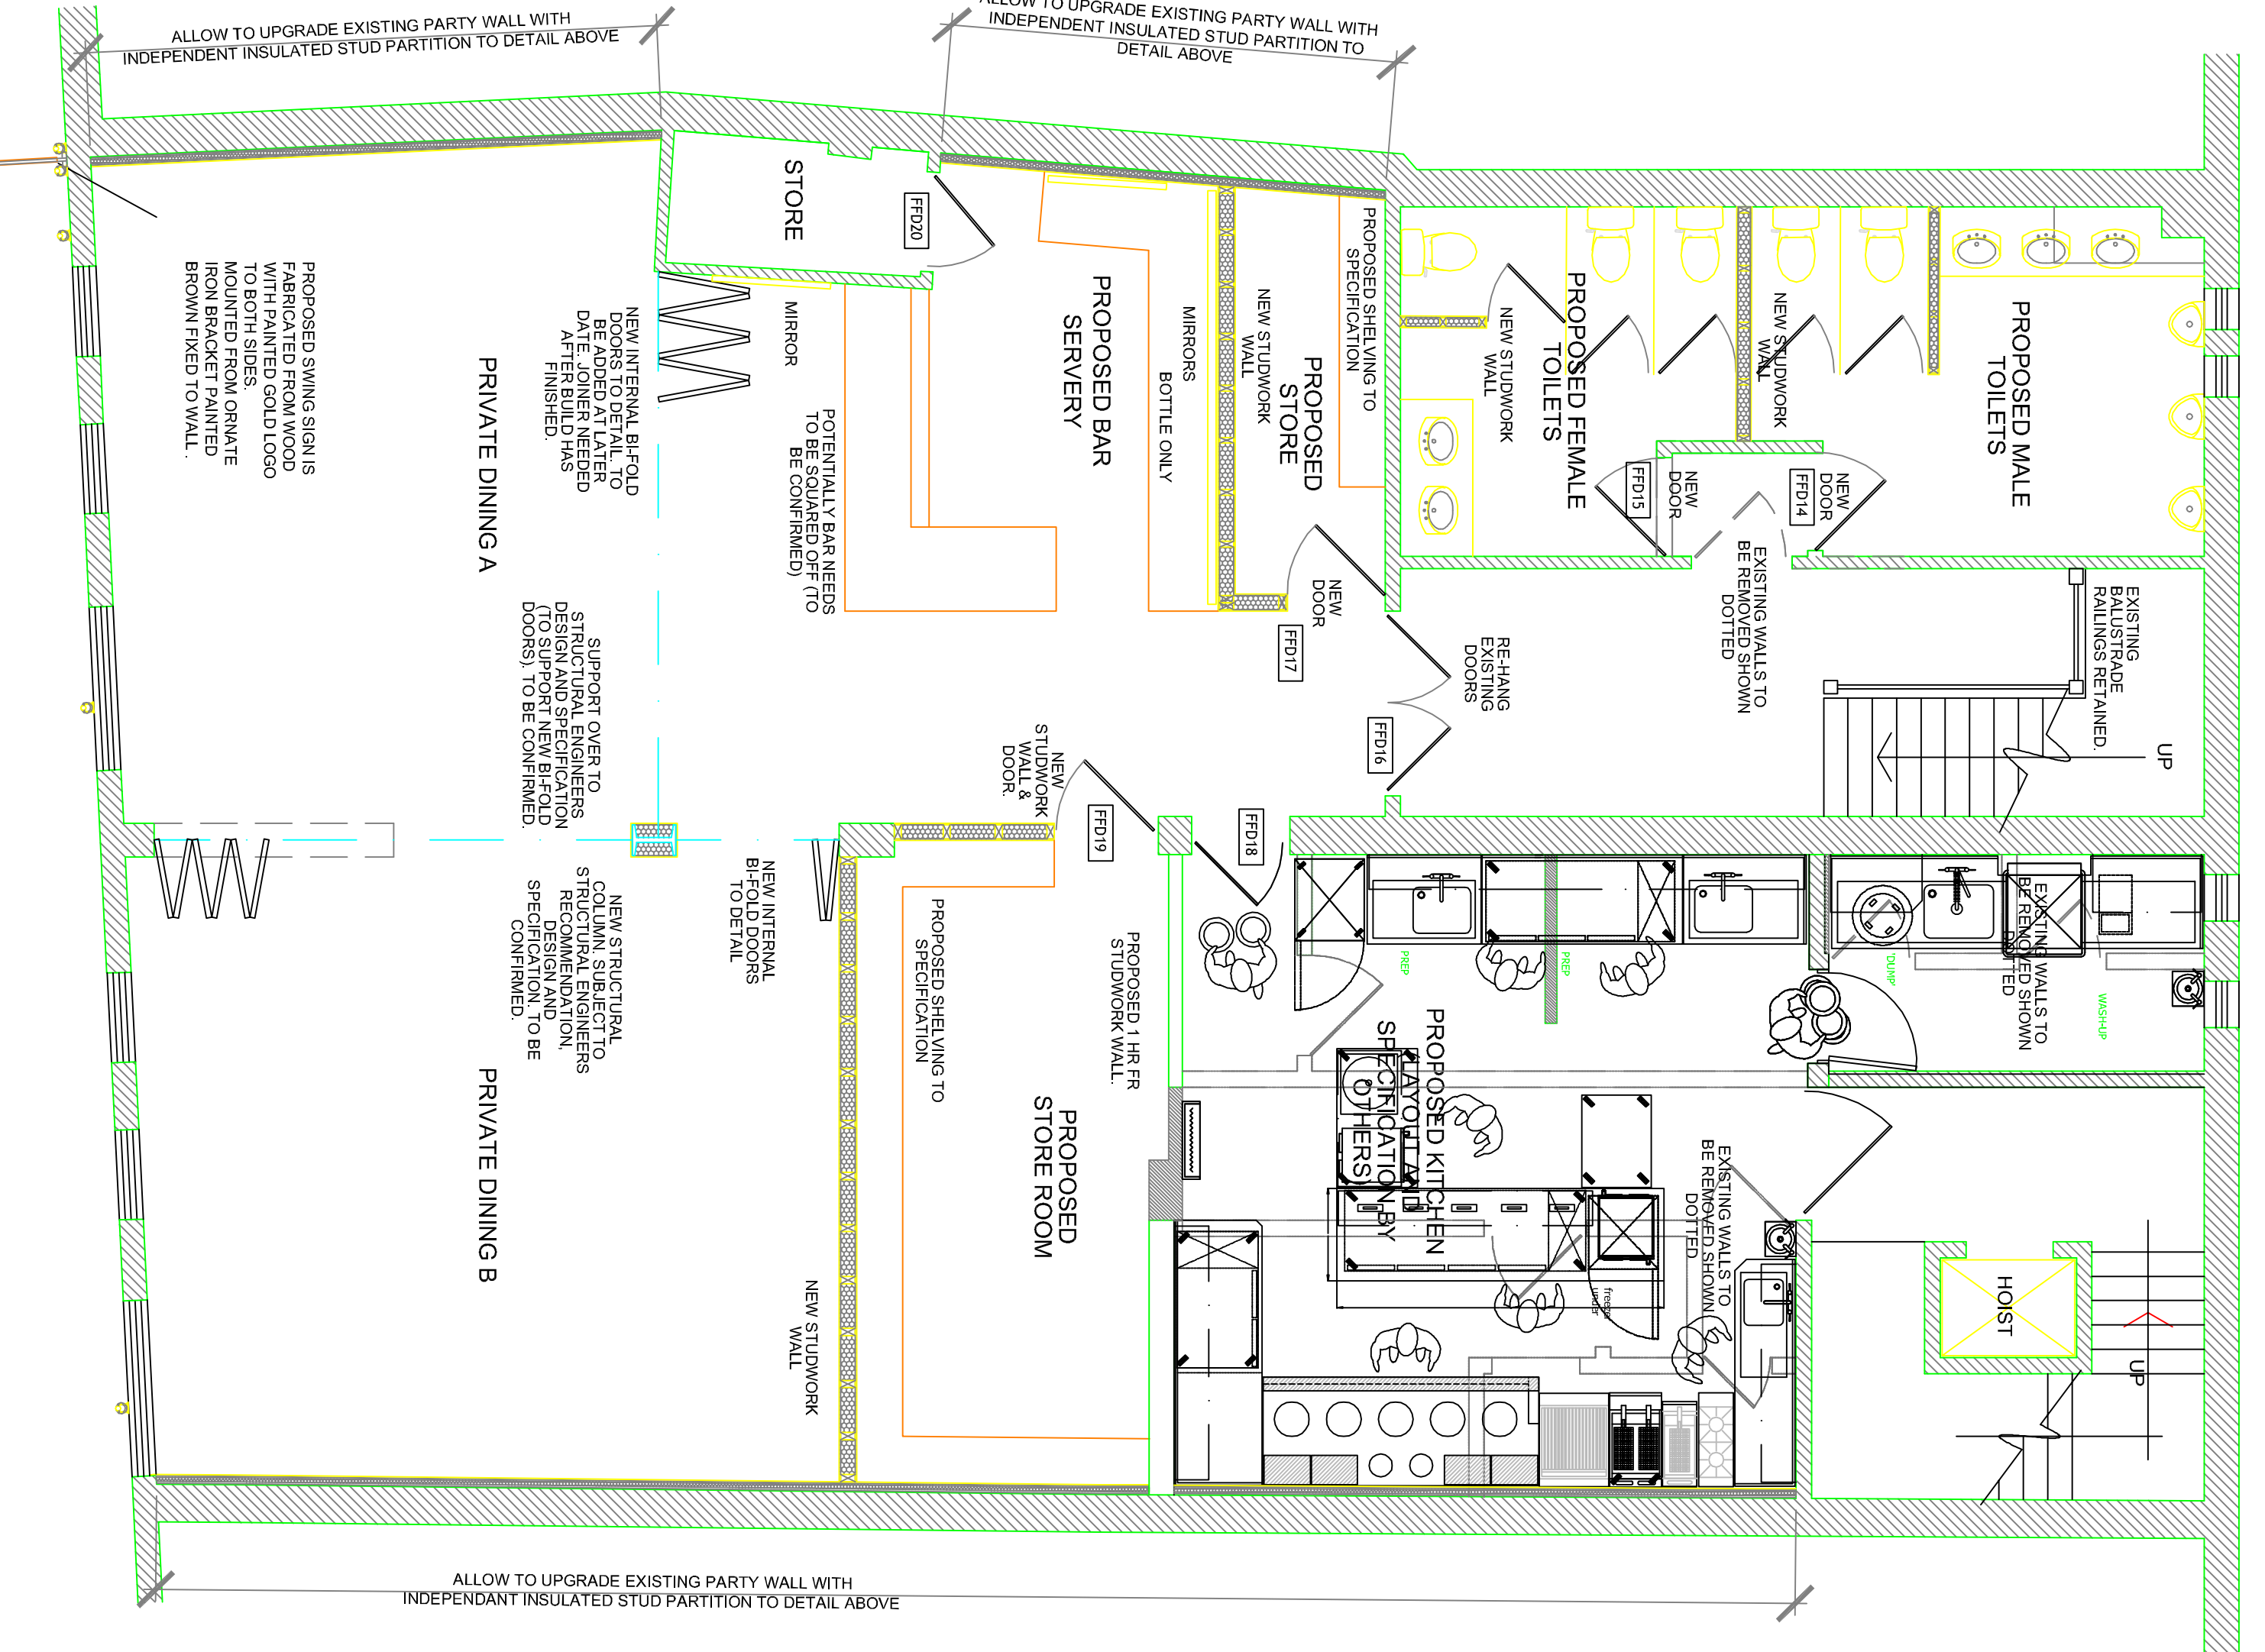 ALLOW TO UPGRADE EXISTING PARTY WALL WITH
INDEPENDENT INSULATED STUD PARTITION TO DETAIL ABOVE
ALLOW TO UPGRADE EXISTING PARTY WALL WITH
INDEPENDENT INSULATED STUD PARTITION TO
DETAIL ABOVE
STORE
FFD20
PROPOSED SWING SIGN IS
FABRICATED FROM WOOD
WITH PAINTED GOLD LOGO
TO BOTH SIDES.
MOUNTED FROM ORNATE
IRON BRACKET PAINTED
BROWN FIXED TO WALL .
PRIVATE DINING A
NEW INTERNAL BI-FOLD
DOORS TO DETAIL. TO
BE ADDED AT LATER
DATE. JOINER NEEDED
AFTER BUILD HAS
FINISHED.
MIRROR
POTENTIALLY BAR NEEDS
TO BE SQUARED OFF (TO
BE CONFIRMED)
PROPOSED BAR
SERVERY
MIRRORS
BOTTLE ONLY
NEW STUDWORK
WALL
PROPOSED
STORE
PROPOSED SHELVING TO
SPECIFICATION
NEW STUDWORK
WALL
PROPOSED FEMALE
TOILETS
NEW STUDWORK
WALL
PROPOSED MALE
TOILETS
NEW
DOOR
FFD15
NEW
DOOR
FFD14
EXISTING WALLS TO
BE REMOVED SHOWN
DOTTED
EXISTING
BALUSTRADE
RAILINGS RETAINED.
UP
NEW
DOOR
FFD17
RE-HANG
EXISTING
DOORS
FFD16
SUPPORT OVER TO
STRUCTURAL ENGINEERS
DESIGN AND SPECIFICATION
(TO SUPPORT NEW BI-FOLD
DOORS). TO BE CONFIRMED.
NEW
STUDWORK
WALL &
DOOR.
FFD19
FFD18
NEW STRUCTURAL
COLUMN. SUBJECT TO
STRUCTURAL ENGINEERS
RECOMMENDATION,
DESIGN AND
SPECIFICATION. TO BE
CONFIRMED.
NEW INTERNAL
BI-FOLD DOORS
TO DETAIL
PROPOSED SHELVING TO
SPECIFICATION
PROPOSED 1 HR FR
STUDWORK WALL.
PROPOSED
STORE ROOM
PRIVATE DINING B
NEW STUDWORK
WALL
PREP
PREP
'DUMP'
WASH-UP
EXISTING WALLS TO
BE REMOVED SHOWN
DOTTED
PROPOSED KITCHEN
(LAYOUT AND
SPECIFICATION BY
OTHERS)
EXISTING WALLS TO
BE REMOVED SHOWN
DOTTED
freezer
under
HOIST
UP
ALLOW TO UPGRADE EXISTING PARTY WALL WITH
INDEPENDANT INSULATED STUD PARTITION TO DETAIL ABOVE